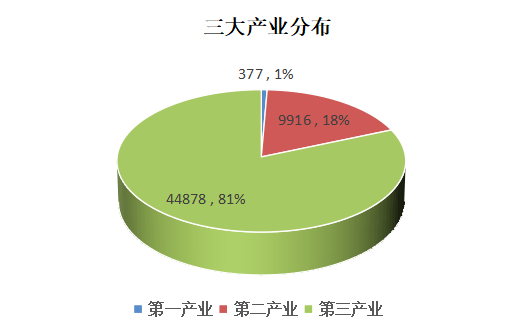 三大产业分布
377 , 1%
9916 , 18%
44878 , 81%
第一产业 第二产业 第三产业